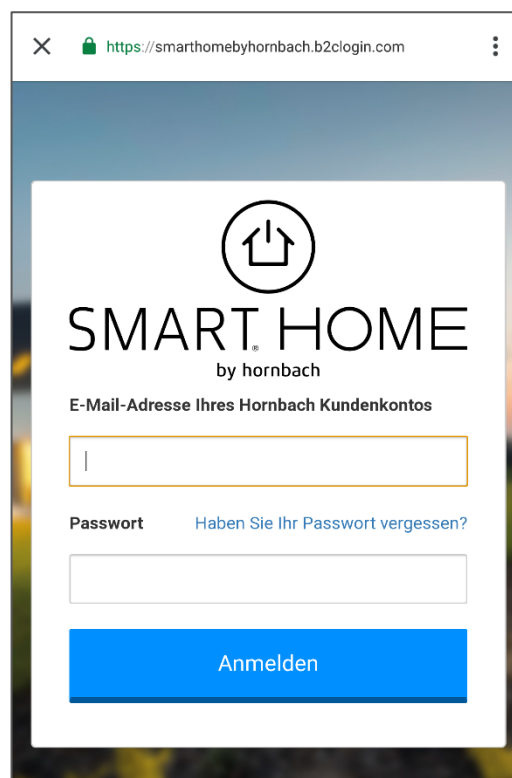 https://smarthomebyhornbach.b2clogin.com
SMART HOME
®
by hornbach
E-Mail-Adresse Ihres Hornbach Kundenkontos
Passwort Haben Sie Ihr Passwort vergessen?
Anmelden